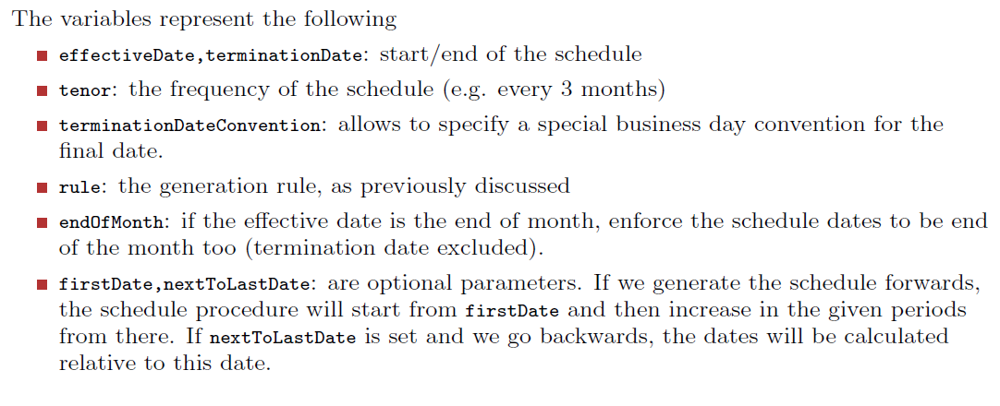 The variables represent the following
effectiveDate,terminationDate: start/end of the schedule
tenor: the frequency of the schedule (e.g. every 3 months)
terminationDateConvention: allows to specify a special business day convention for the
final date.
rule: the generation rule, as previously discussed
endOfMonth: if the effective date is the end of month, enforce the schedule dates to be end
of the month too (termination date excluded).
firstDate,nextToLastDate: are optional parameters. If we generate the schedule forwards,
the schedule procedure will start from firstDate and then increase in the given periods
from there. If nextToLastDate is set and we go backwards, the dates will be calculated
relative to this date.